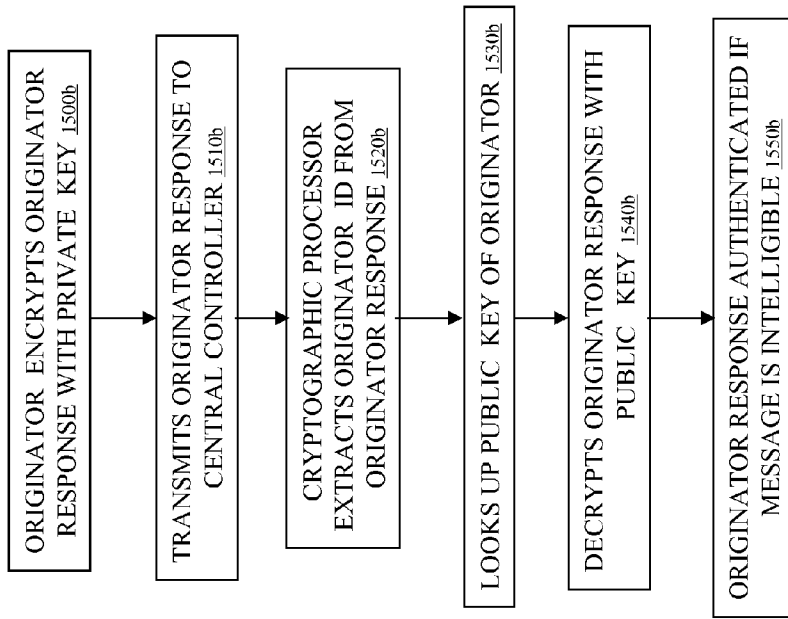 ORIGINATOR ENCRYPTS ORIGINATOR
RESPONSE WITH PRIVATE KEY 1500b
TRANSMITS ORIGINATOR RESPONSE TO
CENTRAL CONTROLLER 1510b
CRYPTOGRAPHIC PROCESSOR
EXTRACTS ORIGINATOR ID FROM
ORIGINATOR RESPONSE 1520b
LOOKS UP PUBLIC KEY OF ORIGINATOR 1530b
DECRYPTS ORIGINATOR RESPONSE WITH
PUBLIC KEY 1540b
ORIGINATOR RESPONSE AUTHENTICATED IF
MESSAGE IS INTELLIGIBLE 1550b